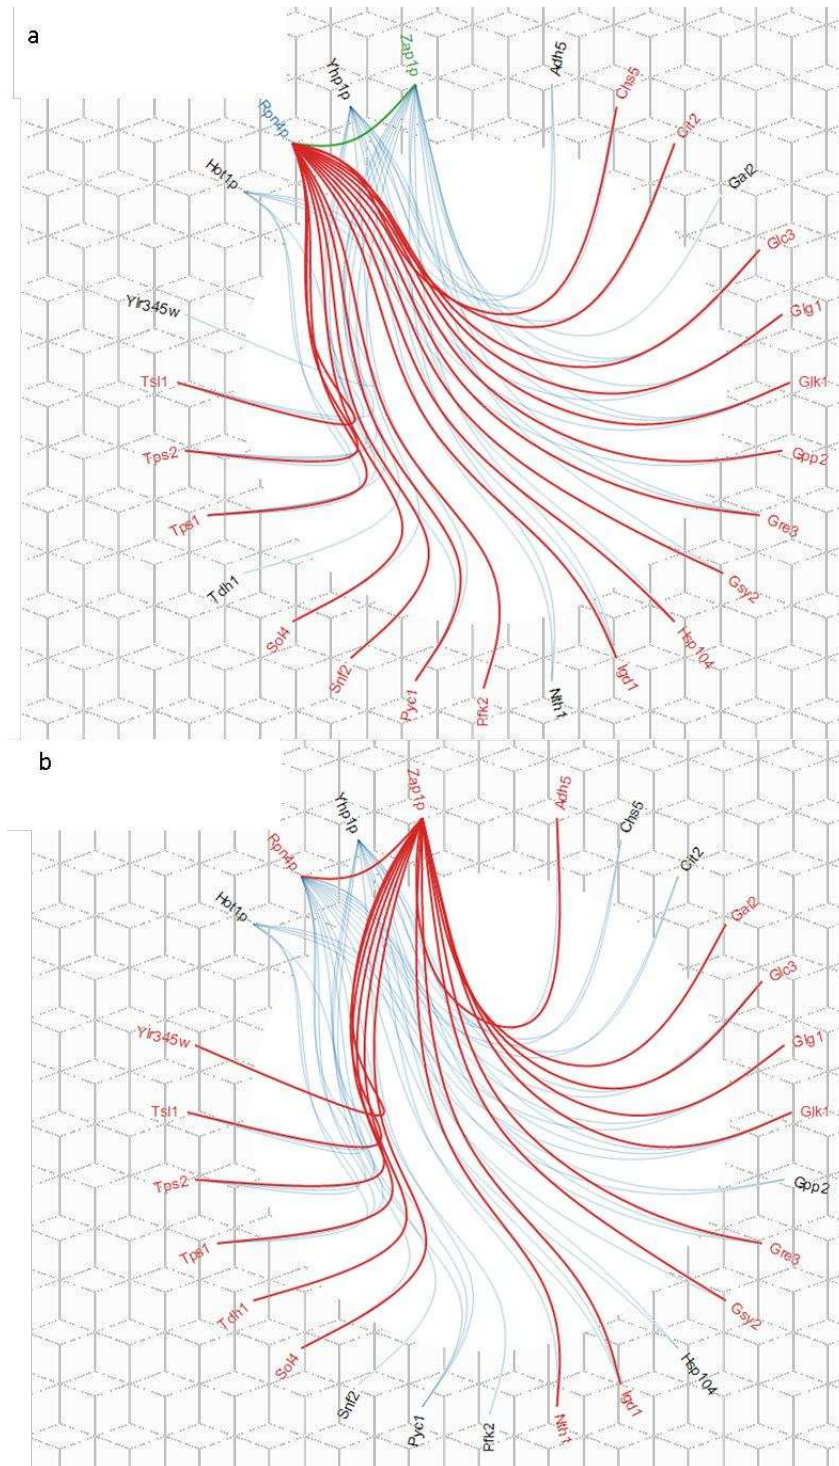 a
Zap1p
Yhp1p
Rpn4p
Hot1p
Adh5
Chs5
Cit2
Gal2
Glc3
Glg1
Glk1
Gpp2
Gre3
Gsy2
Hsp104
Igd1
Nth1
Pfk2
Pyc1
Snf2
Sol4
Tdh1
Tps1
Tps2
Tsl1
Ylr345w
b
Zap1p
Yhp1p
Rpn4p
Hot1p
Adh5
Chs5
Cit2
Gal2
Glc3
Glg1
Glk1
Gpp2
Gre3
Gsy2
Hsp104
Igd1
Nth1
Pfk2
Pyc1
Snf2
Sol4
Tdh1
Tps1
Tps2
Tsl1
Ylr345w